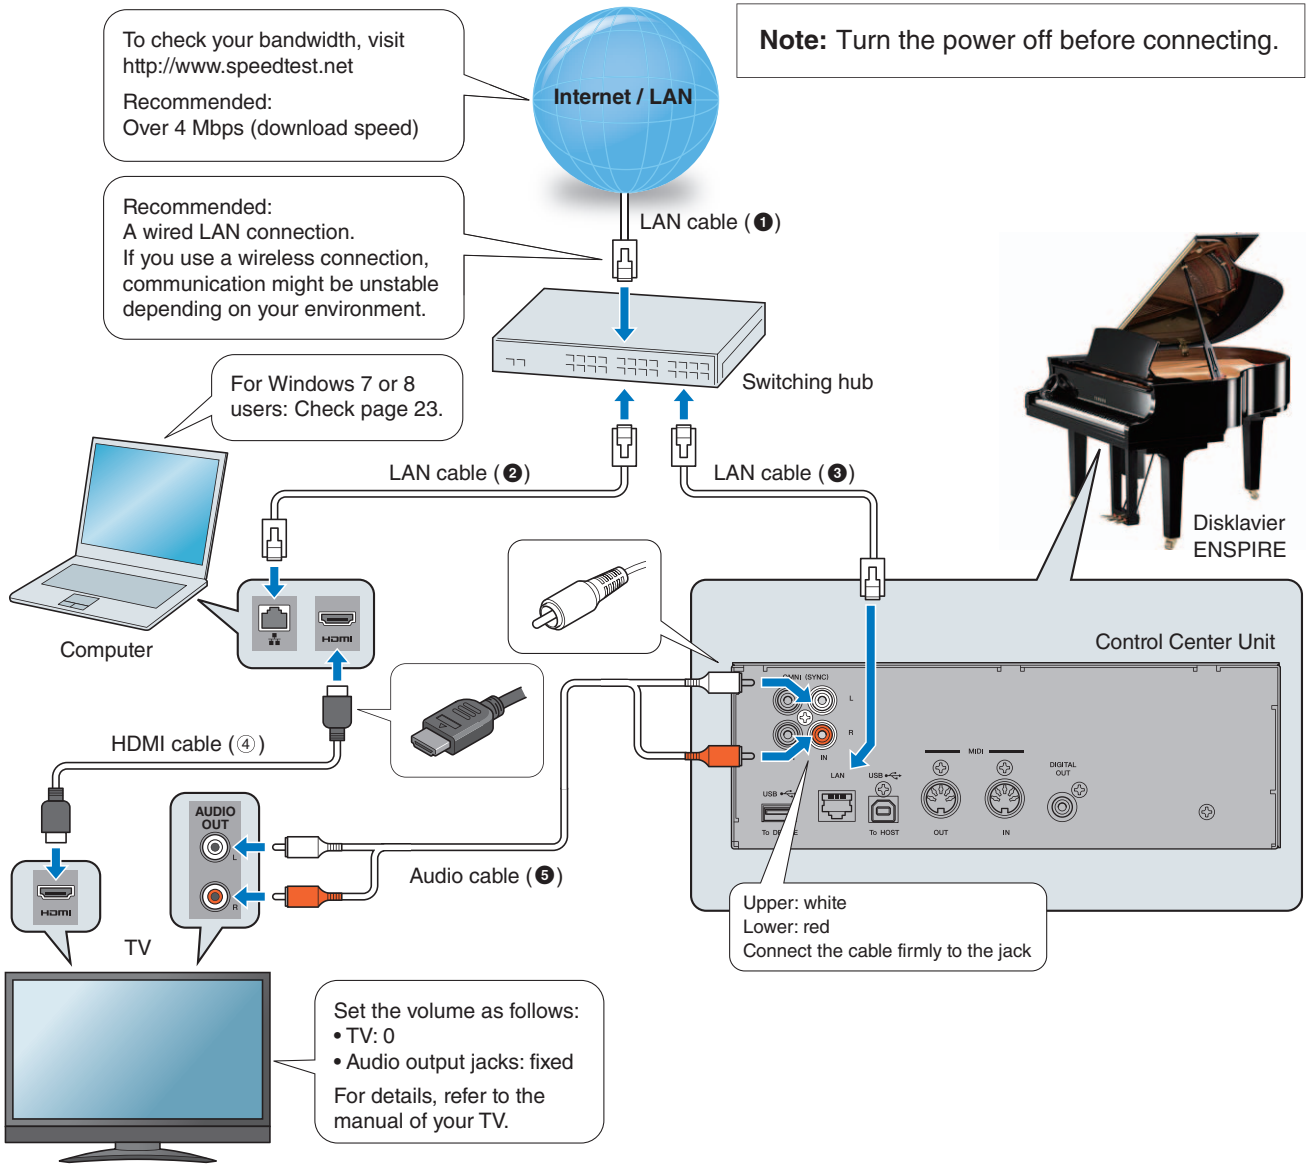 To check your bandwidth, visit
http://www.speedtest.net
Recommended:
Over 4 Mbps (download speed)
Internet / LAN
Note: Turn the power off before connecting.
Recommended:
A wired LAN connection.
If you use a wireless connection,
communication might be unstable
depending on your environment.
LAN cable (❶)
Switching hub
For Windows 7 or 8
users: Check page 23.
LAN cable (❷)
LAN cable (❸)
Disklavier
ENSPIRE
Computer
HDMI
Control Center Unit
OMNI (SYNC)
L
R
IN
LAN
USB
MIDI
DIGITAL
OUT
USB
To HOST
OUT
IN
HDMI cable (④)
AUDIO
OUT
L
R
HDMI
Audio cable (❺)
Upper: white
Lower: red
Connect the cable firmly to the jack
TV
Set the volume as follows:
• TV: 0
• Audio output jacks: fixed
For details, refer to the
manual of your TV.